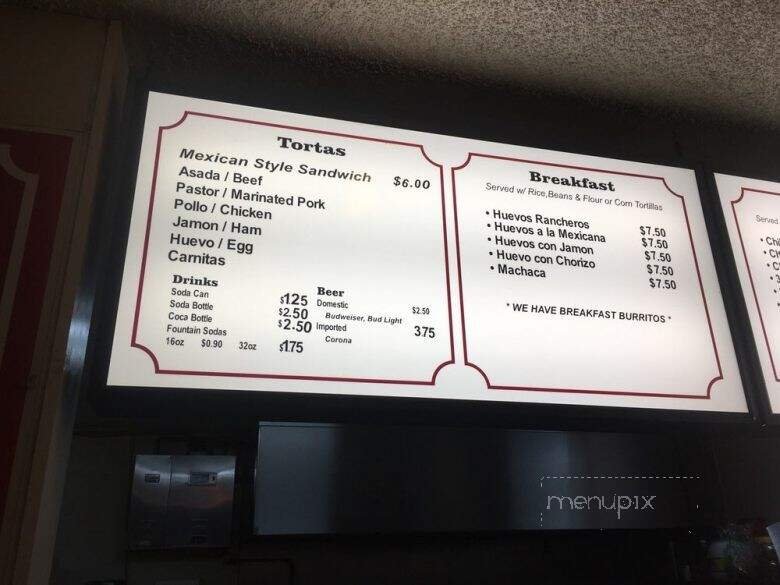 Tortas
Mexican Style Sandwich $6.00
Asada / Beef
Pastor / Marinated Pork
Pollo / Chicken
Jamon / Ham
Huevo / Egg
Carnitas
Drinks
Soda Can $125
Soda Bottle $2.50
Coca Bottle $2.50
Fountain Sodas
16oz $0.90 32oz $175
Beer
Domestic $2.50
Budweiser, Bud Light
Imported 375
Corona
Breakfast
Served w/ Rice,Beans & Flour or Corn Tortillas
• Huevos Rancheros $7.50
• Huevos a la Mexicana $7.50
• Huevos con Jamon $7.50
• Huevo con Chorizo $7.50
• Machaca $7.50
* WE HAVE BREAKFAST BURRITOS *
Served
menupix